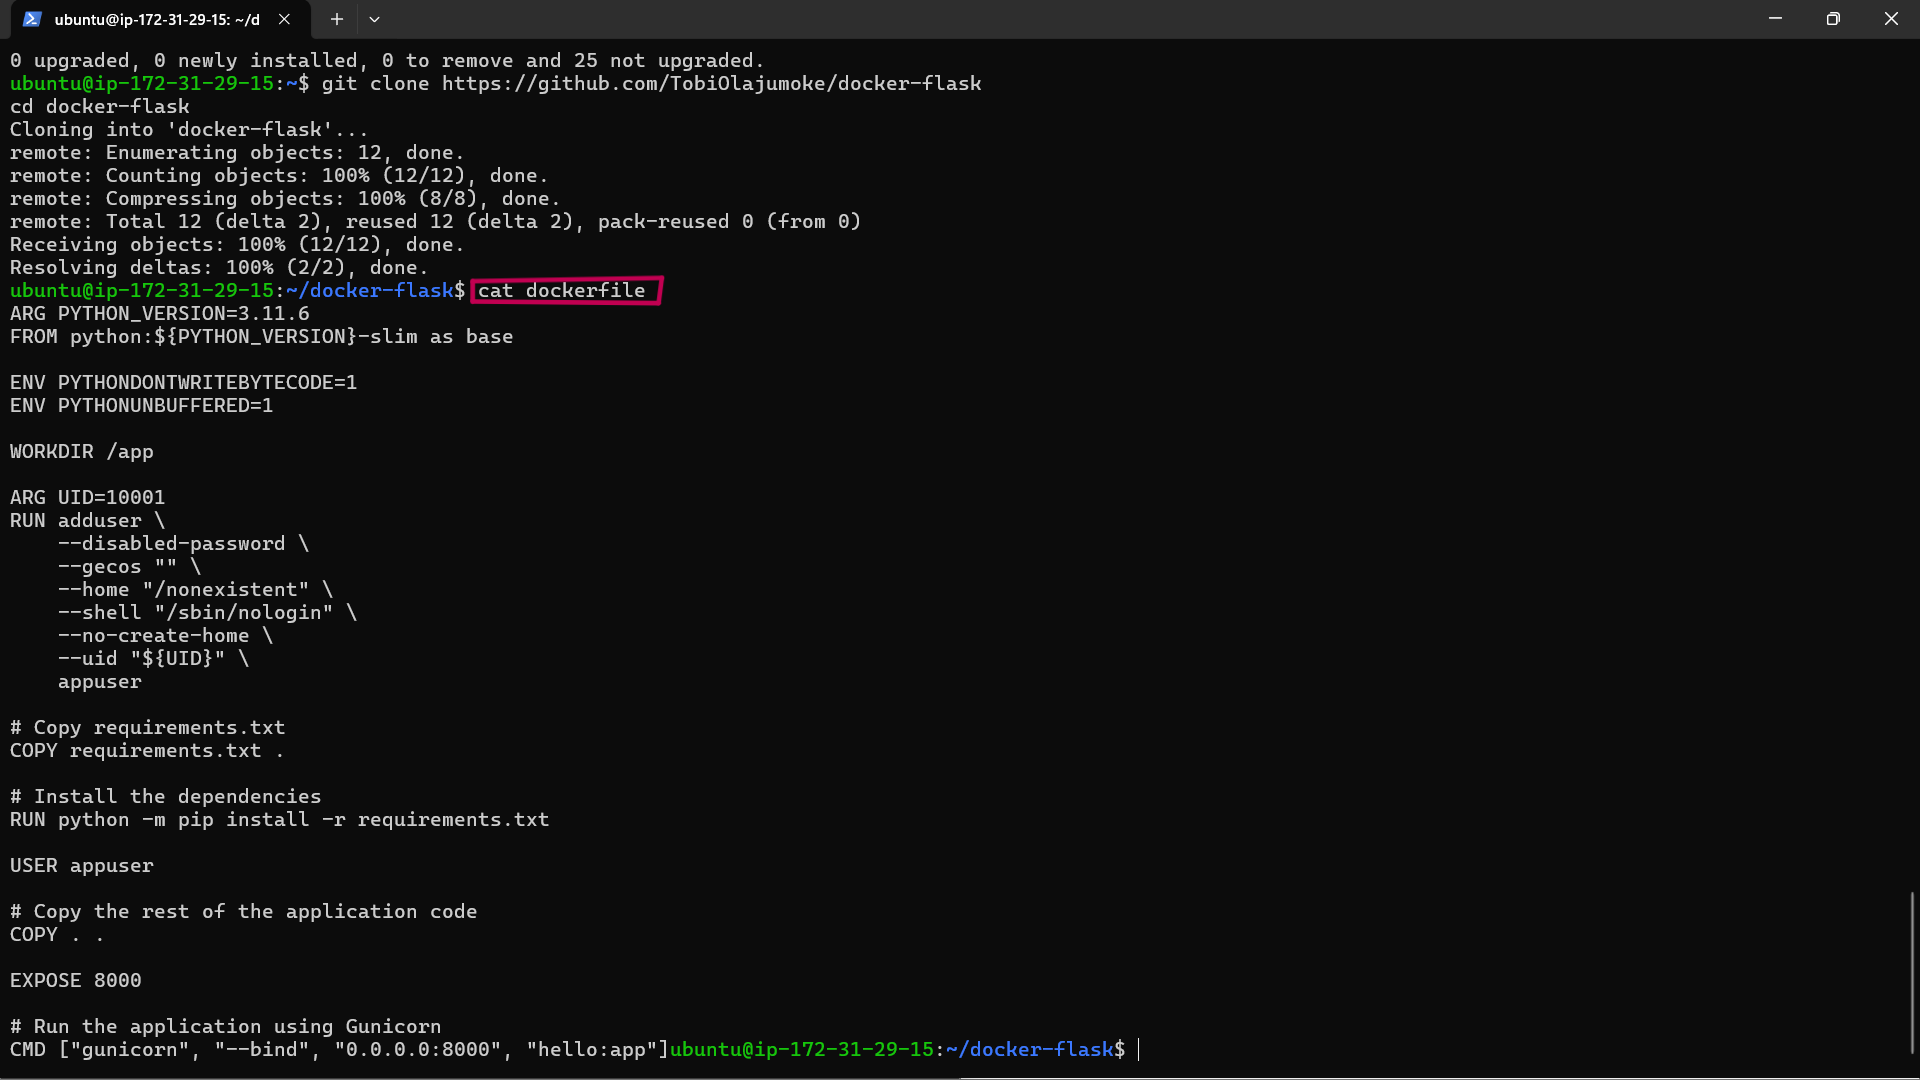 ubuntu@ip-172-31-29-15: ~/d
0 upgraded, 0 newly installed, 0 to remove and 25 not upgraded.
ubuntu@ip-172-31-29-15:~$ git clone https://github.com/TobiOlajumoke/docker-flask
cd docker-flask
Cloning into 'docker-flask'...
remote: Enumerating objects: 12, done.
remote: Counting objects: 100% (12/12), done.
remote: Compressing objects: 100% (8/8), done.
remote: Total 12 (delta 2), reused 12 (delta 2), pack-reused 0 (from 0)
Receiving objects: 100% (12/12), done.
Resolving deltas: 100% (2/2), done.
ubuntu@ip-172-31-29-15:~/docker-flask$ cat dockerfile
ARG PYTHON_VERSION=3.11.6
FROM python:${PYTHON_VERSION}-slim as base
ENV PYTHONDONTWRITEBYTECODE=1
ENV PYTHONUNBUFFERED=1
WORKDIR /app
ARG UID=10001
RUN adduser \
    --disabled-password \
    --gecos "" \
    --home "/nonexistent" \
    --shell "/sbin/nologin" \
    --no-create-home \
    --uid "${UID}" \
    appuser
# Copy requirements.txt
COPY requirements.txt .
# Install the dependencies
RUN python -m pip install -r requirements.txt
USER appuser
# Copy the rest of the application code
COPY . .
EXPOSE 8000
# Run the application using Gunicorn
CMD ["gunicorn", "--bind", "0.0.0.0:8000", "hello:app"]ubuntu@ip-172-31-29-15:~/docker-flask$